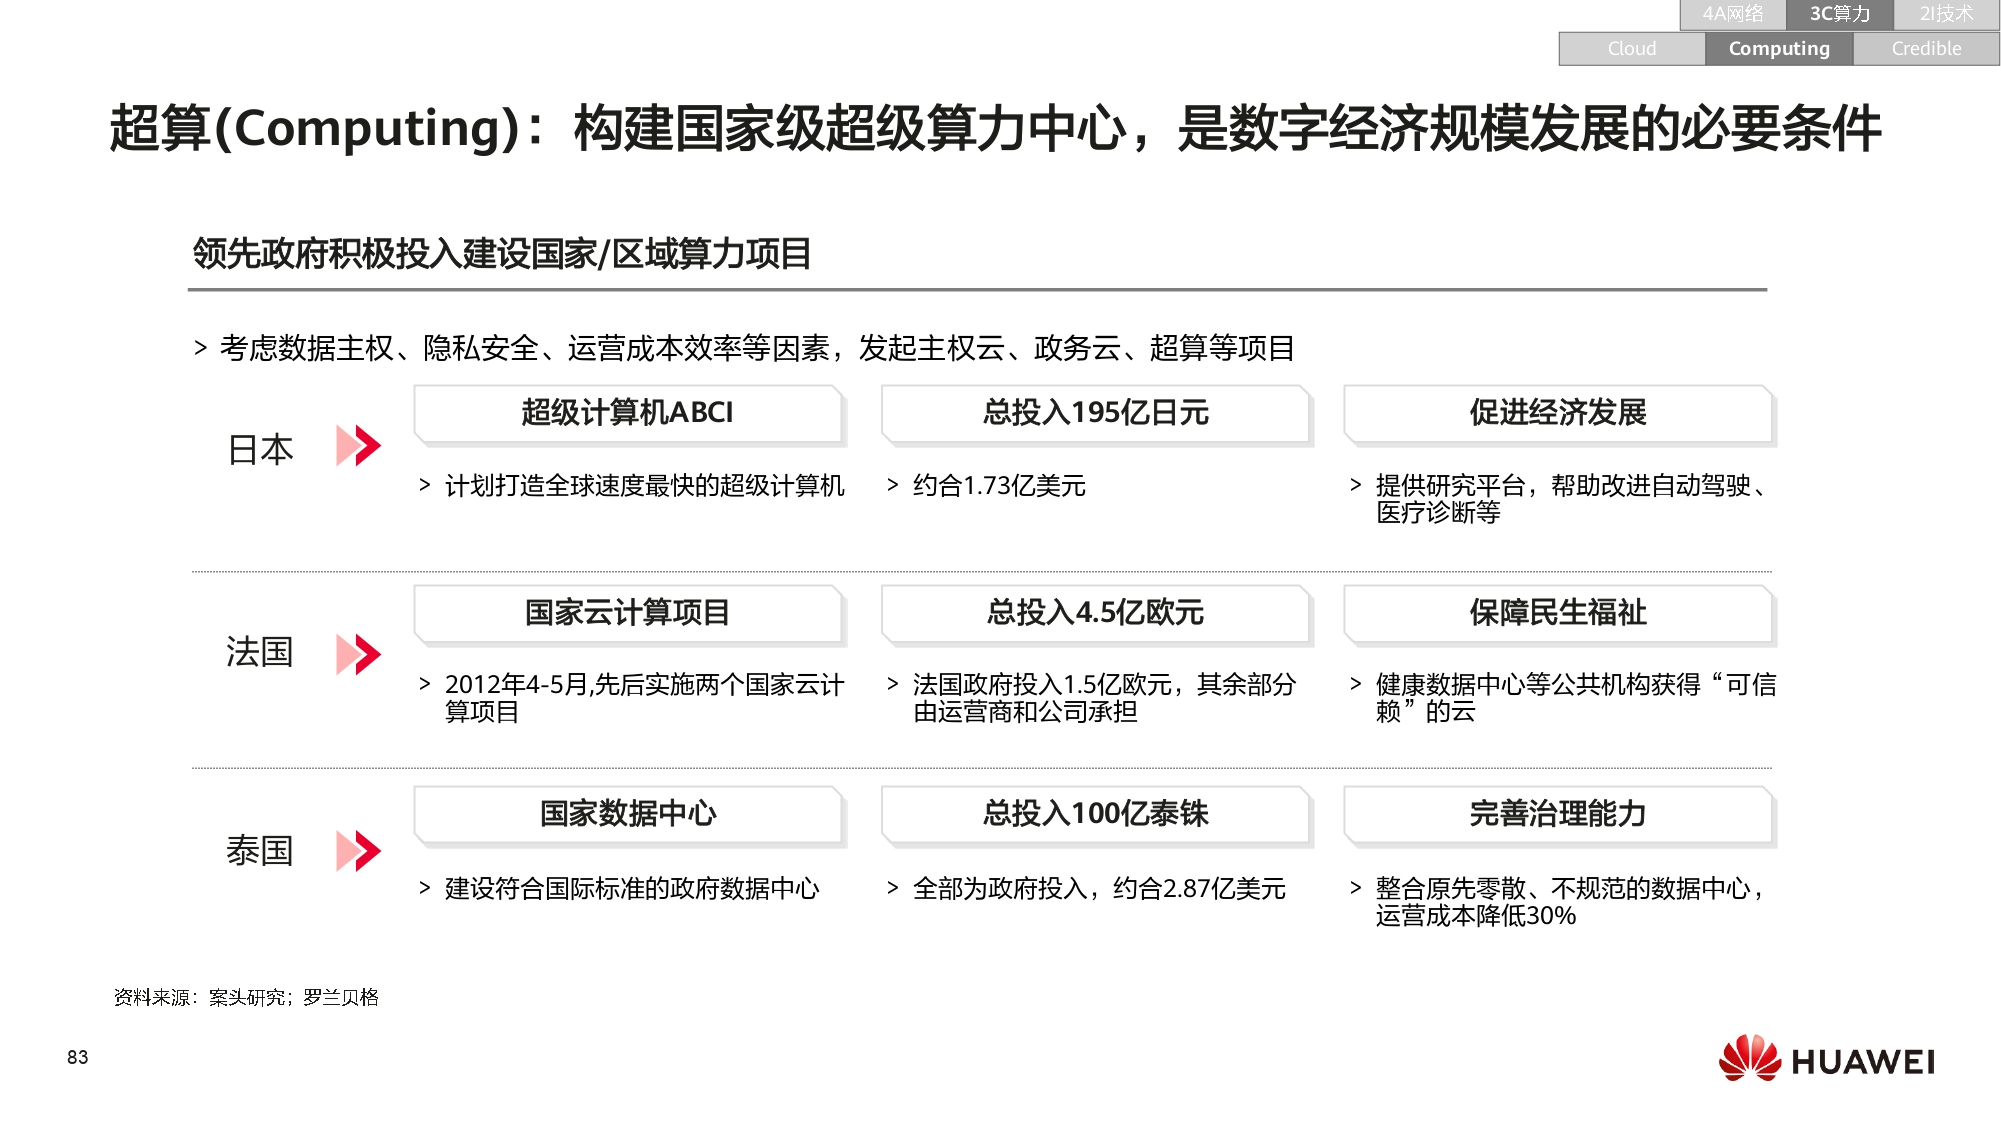 4A网络 3C算力 2I技术
Cloud Computing Credible
超算(Computing)：构建国家级超级算力中心，是数字经济规模发展的必要条件
领先政府积极投入建设国家/区域算力项目
> 考虑数据主权、隐私安全、运营成本效率等因素，发起主权云、政务云、超算等项目
日本
超级计算机ABCI
> 计划打造全球速度最快的超级计算机
总投入195亿日元
> 约合1.73亿美元
促进经济发展
> 提供研究平台，帮助改进自动驾驶、
医疗诊断等
法国
国家云计算项目
> 2012年4-5月,先后实施两个国家云计
算项目
总投入4.5亿欧元
> 法国政府投入1.5亿欧元，其余部分
由运营商和公司承担
保障民生福祉
> 健康数据中心等公共机构获得“可信
赖”的云
泰国
国家数据中心
> 建设符合国际标准的政府数据中心
总投入100亿泰铢
> 全部为政府投入，约合2.87亿美元
完善治理能力
> 整合原先零散、不规范的数据中心，
运营成本降低30%
资料来源：案头研究；罗兰贝格
83
HUAWEI